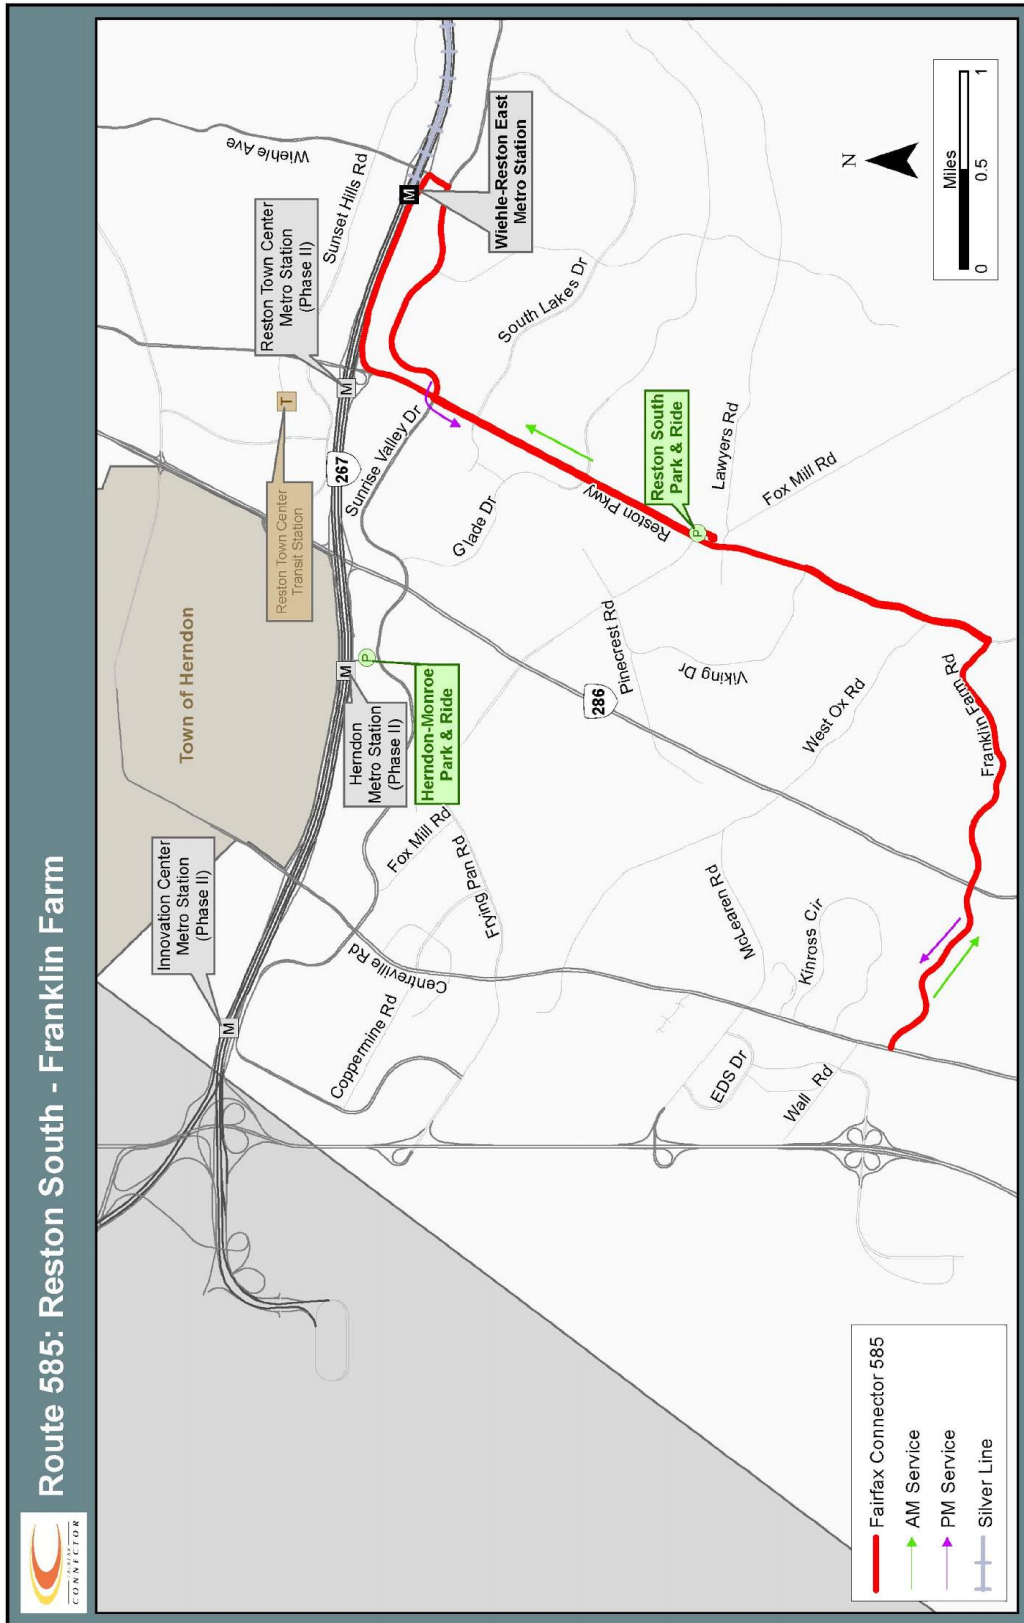 Route 585: Reston South - Franklin Farm
FAIRFAX
CONNECTOR
Town of Herndon
Innovation Center
Metro Station
(Phase II)
Herndon
Metro Station
(Phase II)
Reston Town Center
Transit Station
Reston Town Center
Metro Station
(Phase II)
Wiehle Ave
Sunset Hills Rd
Wiehle-Reston East
Metro Station
M
M
M
M
T
P
P
267
286
Herndon-Monroe
Park & Ride
Sunrise Valley Dr
South Lakes Dr
Glade Dr
Reston Pkwy
Reston South
Park & Ride
Lawyers Rd
Fox Mill Rd
Fox Mill Rd
Frying Pan Rd
Centreville Rd
Coppermine Rd
Pinecrest Rd
Viking Dr
West Ox Rd
McLearen Rd
Kinross Cir
EDS Dr
Wall Rd
Franklin Farm Rd
N
Miles
0 0.5 1
Fairfax Connector 585
AM Service
PM Service
Silver Line